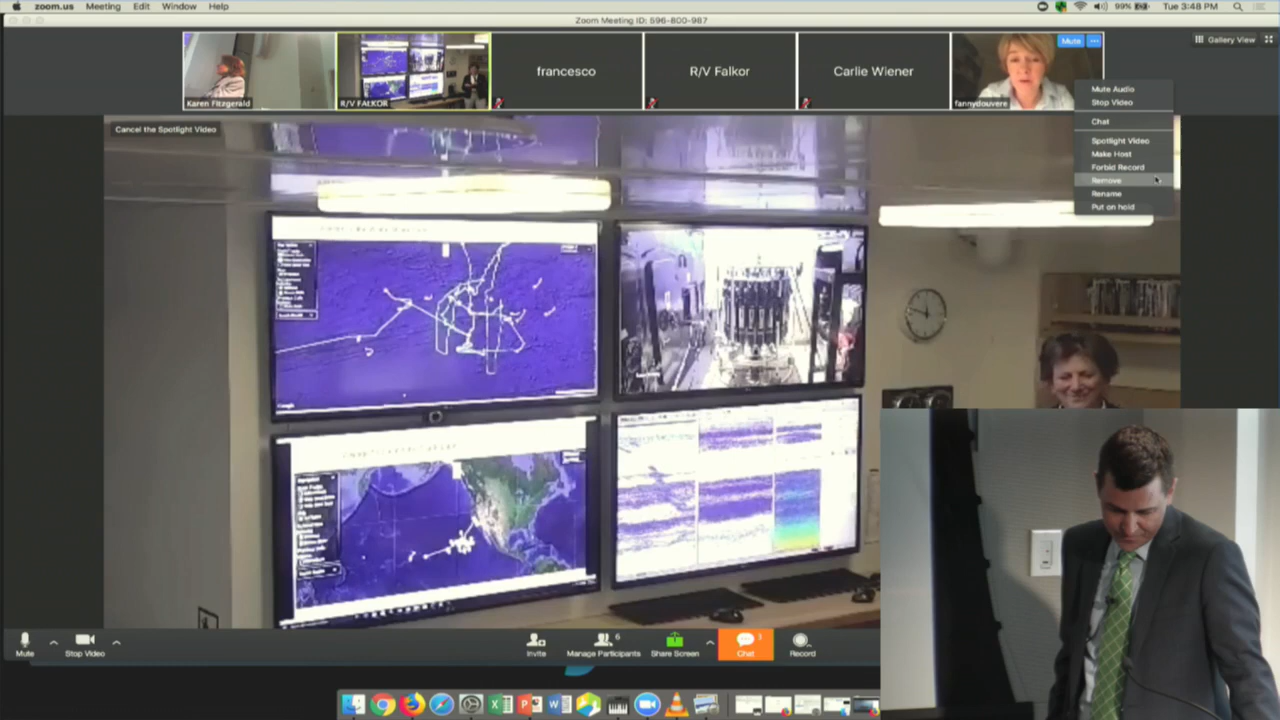 zoom.us Meeting Edit Window Help
99% Tue 3:48 PM
Zoom Meeting ID: 596-800-987
Karen Fitzgerald
R/V FALKOR
francesco
R/V Falkor
Carlie Wiener
fannydouvere
Mute
Gallery View
Mute Audio
Stop Video
Chat
Spotlight Video
Make Host
Forbid Record
Remove
Rename
Put on hold
Cancel the Spotlight Video
Mute
Stop Video
Invite
Manage Participants
6
Share Screen
Chat
3
Record